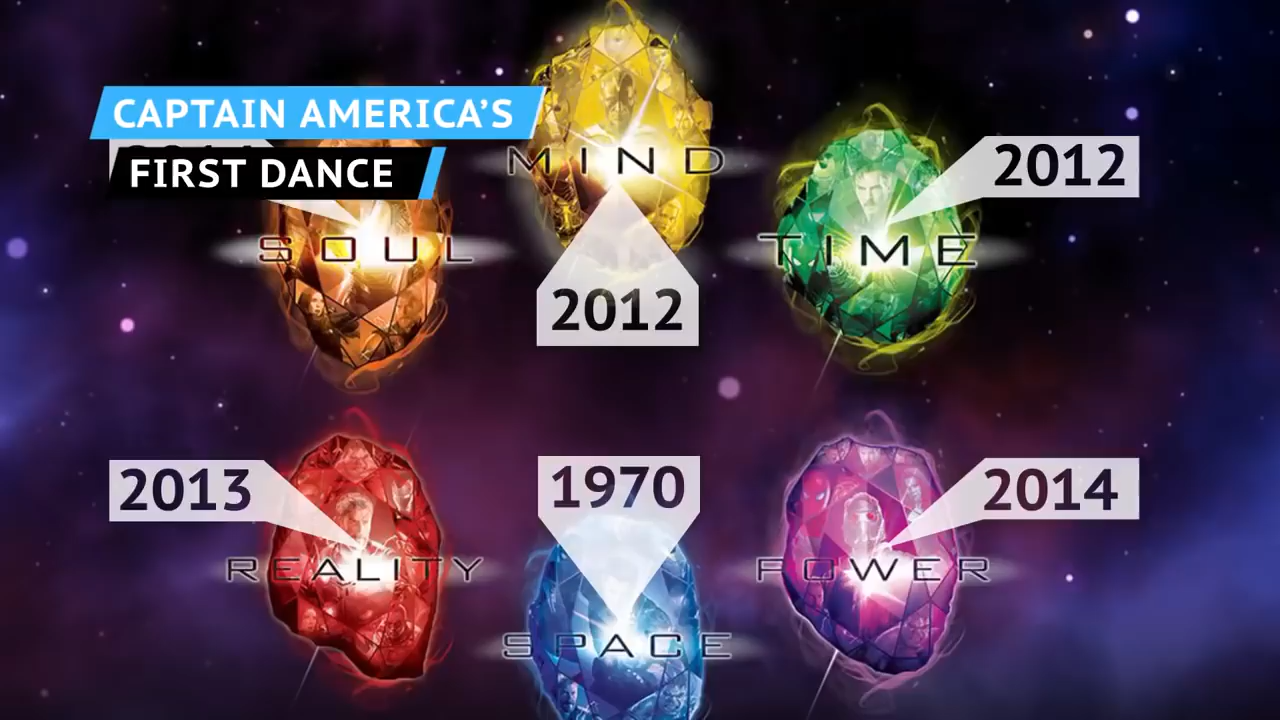 CAPTAIN AMERICA'S
FIRST DANCE
MIND
2012
SOUL
TIME
2012
2013
1970
2014
REALITY
POWER
SPACE